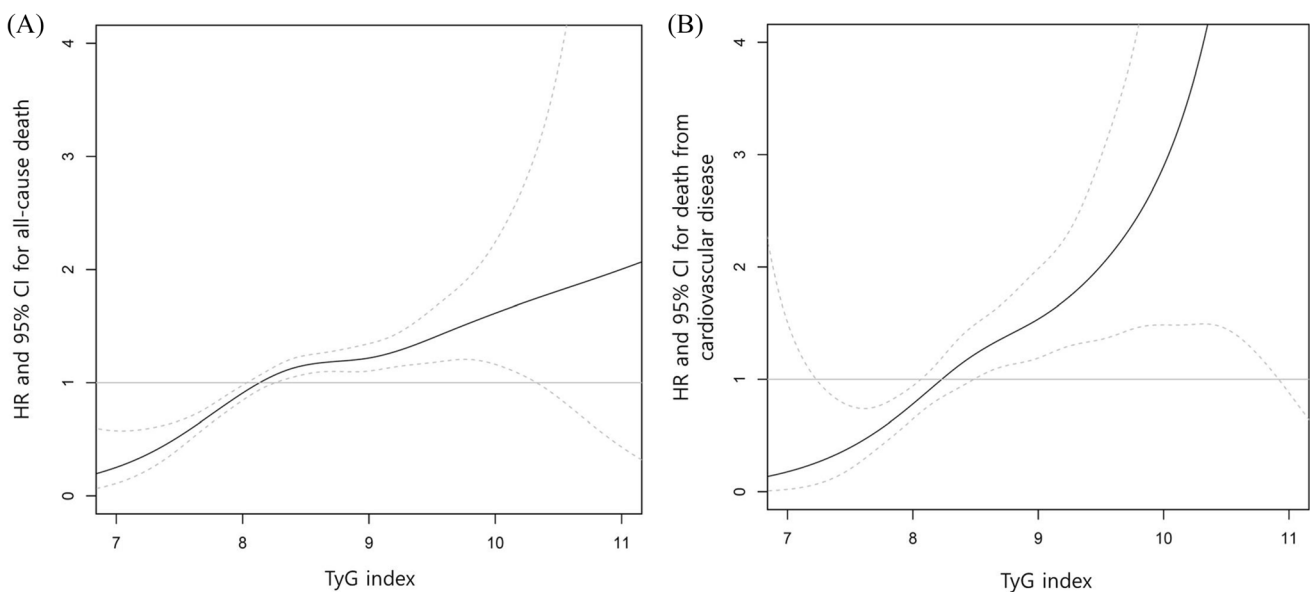 (A)
HR and 95% CI for all-cause death
4
3
2
1
0
7 8 9 10 11
TyG index
(B)
HR and 95% CI for death from
cardiovascular disease
4
3
2
1
0
7 8 9 10 11
TyG index